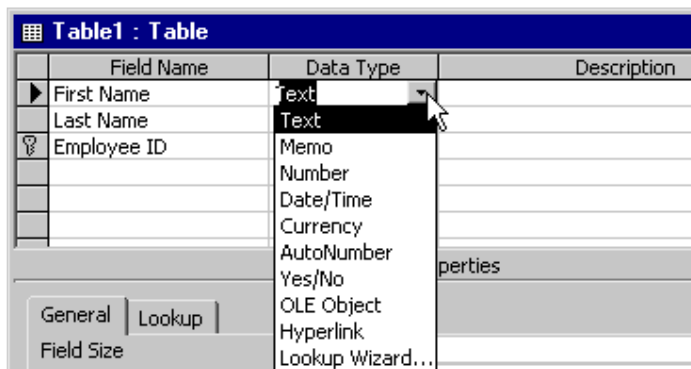 Table1 : Table
Field Name Data Type Description
First Name Text
Last Name Text
Employee ID Memo
Number
Date/Time
Currency
AutoNumber
perties
Yes/No
General Lookup OLE Object
Hyperlink
Field Size Lookup Wizard...